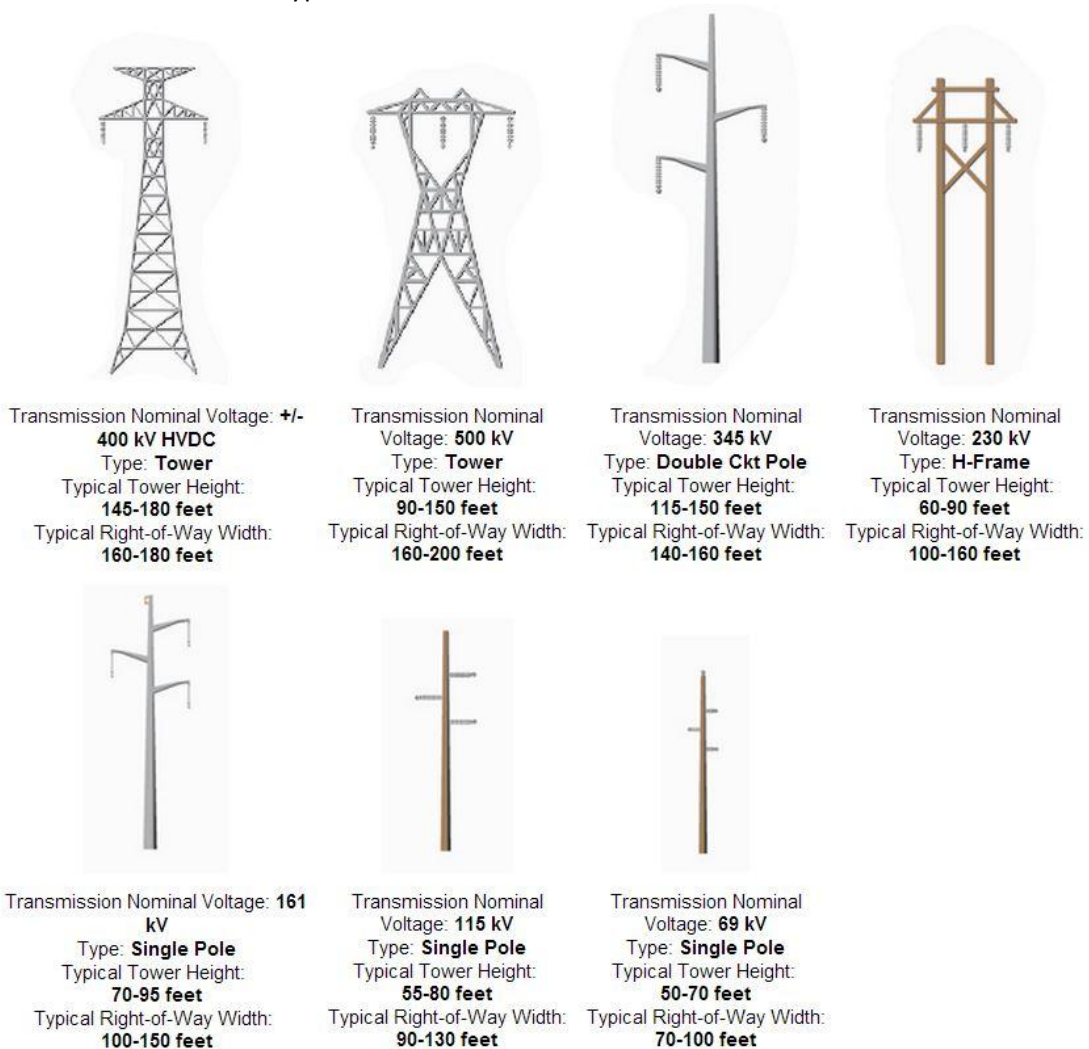 Transmission Nominal Voltage: +/-
400 kV HVDC
Type: Tower
Typical Tower Height:
145-180 feet
Typical Right-of-Way Width:
160-180 feet
Transmission Nominal
Voltage: 500 kV
Type: Tower
Typical Tower Height:
90-150 feet
Typical Right-of-Way Width:
160-200 feet
Transmission Nominal
Voltage: 345 kV
Type: Double Ckt Pole
Typical Tower Height:
115-150 feet
Typical Right-of-Way Width:
140-160 feet
Transmission Nominal
Voltage: 230 kV
Type: H-Frame
Typical Tower Height:
60-90 feet
Typical Right-of-Way Width:
100-160 feet
Transmission Nominal Voltage: 161
kV
Type: Single Pole
Typical Tower Height:
70-95 feet
Typical Right-of-Way Width:
100-150 feet
Transmission Nominal
Voltage: 115 kV
Type: Single Pole
Typical Tower Height:
55-80 feet
Typical Right-of-Way Width:
90-130 feet
Transmission Nominal
Voltage: 69 kV
Type: Single Pole
Typical Tower Height:
50-70 feet
Typical Right-of-Way Width:
70-100 feet